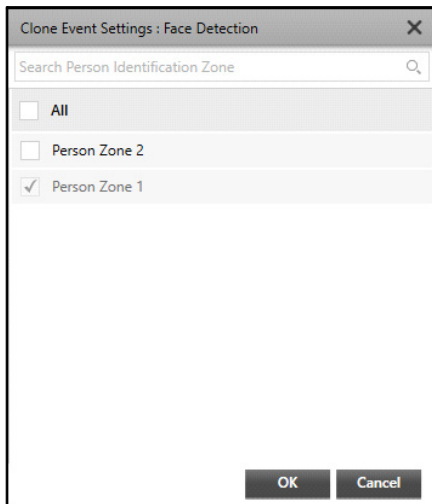 Clone Event Settings : Face Detection
Search Person Identification Zone
All
Person Zone 2
Person Zone 1
OK Cancel